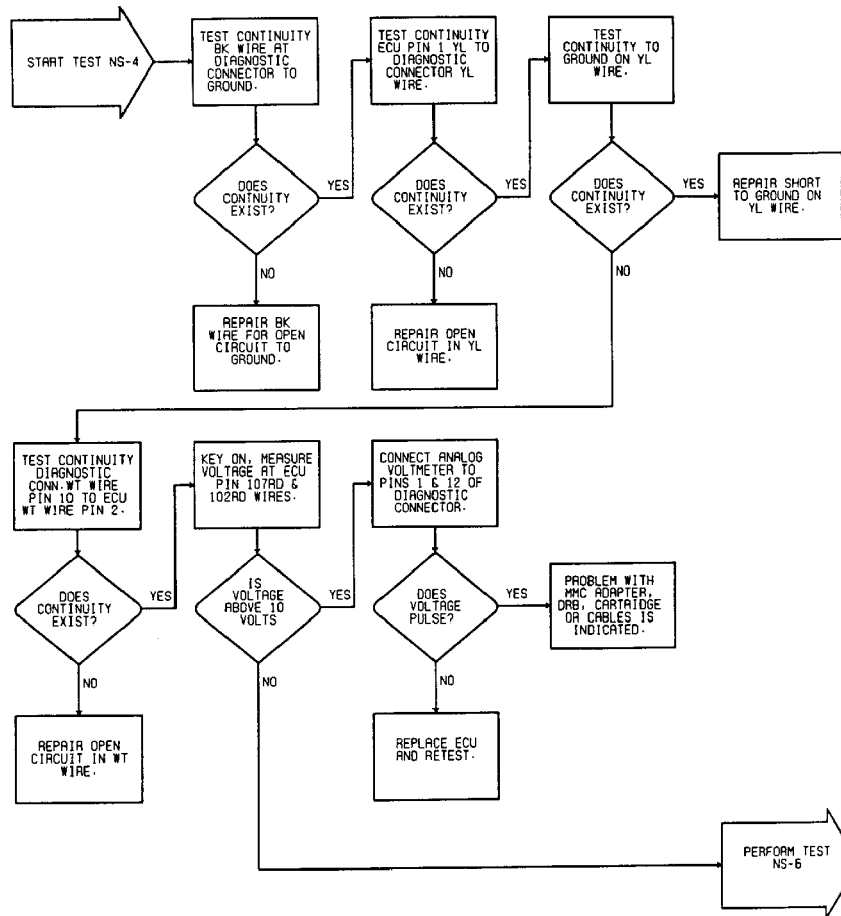 START TEST NS-4
TEST CONTINUITY
BK WIRE AT
DIAGNOSTIC
CONNECTOR TO
GROUND.
TEST CONTINUITY
ECU PIN 1 YL TO
DIAGNOSTIC
CONNECTOR YL
WIRE.
TEST
CONTINUITY TO
GROUND ON YL
WIRE.
DOES
CONTINUITY
EXIST?
YES
NO
DOES
CONTINUITY
EXIST?
YES
NO
DOES
CONTINUITY
EXIST?
YES
NO
REPAIR SHORT
TO GROUND ON
YL WIRE.
REPAIR BK
WIRE FOR OPEN
CIRCUIT TO
GROUND.
REPAIR OPEN
CIRCUIT IN YL
WIRE.
TEST CONTINUITY
DIAGNOSTIC
CONN.WT WIRE
PIN 10 TO ECU
WT WIRE PIN 2.
KEY ON, MEASURE
VOLTAGE AT ECU
PIN 107RD &
102RD WIRES.
CONNECT ANALOG
VOLTMETER TO
PINS 1 & 12 OF
DIAGNOSTIC
CONNECTOR.
DOES
CONTINUITY
EXIST?
YES
NO
IS
VOLTAGE
ABOVE 10
VOLTS
YES
NO
DOES
VOLTAGE
PULSE?
YES
NO
PROBLEM WITH
MMC ADAPTER,
DRB, CARTRIDGE
OR CABLES IS
INDICATED.
REPAIR OPEN
CIRCUIT IN WT
WIRE.
REPLACE ECU
AND RETEST.
PERFORM TEST
NS-6